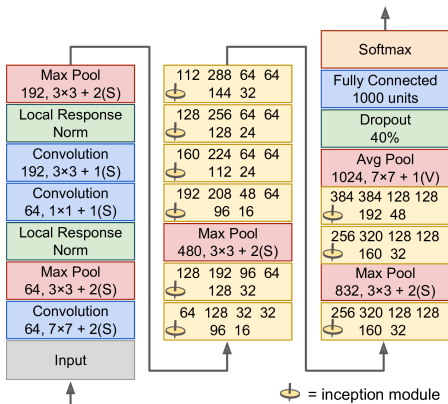 Max Pool
192, 3×3 + 2(S)
Local Response
Norm
Convolution
192, 3×3 + 1(S)
Convolution
64, 1×1 + 1(S)
Local Response
Norm
Max Pool
64, 3×3 + 2(S)
Convolution
64, 7×7 + 2(S)
Input
112 288 64 64
144 32
128 256 64 64
128 24
160 224 64 64
112 24
192 208 48 64
96 16
Max Pool
480, 3×3 + 2(S)
128 192 96 64
128 32
64 128 32 32
96 16
Softmax
Fully Connected
1000 units
Dropout
40%
Avg Pool
1024, 7×7 + 1(V)
384 384 128 128
192 48
256 320 128 128
160 32
Max Pool
832, 3×3 + 2(S)
256 320 128 128
160 32
= inception module